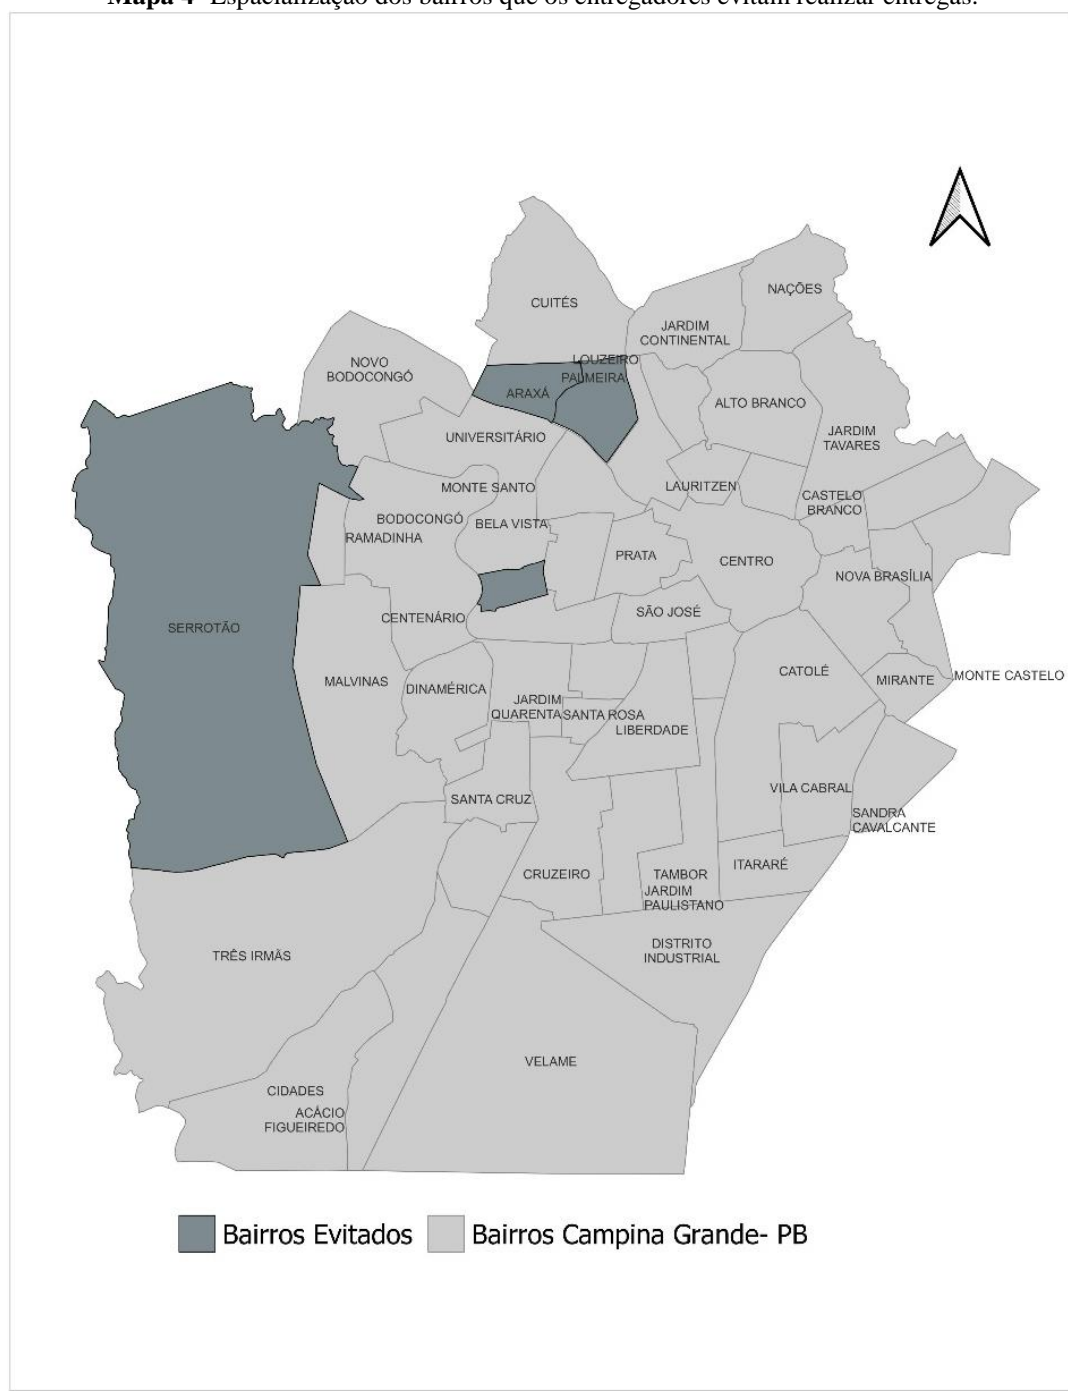 Mapa 4- Espacialização dos bairros que os entregadores evitam realizar entregas.
NAÇÕES
CUITÉS
JARDIM
CONTINENTAL
LOUZEIRO
NOVO
BODOCONGÓ
PALMEIRA
ARAXÁ
ALTO BRANCO
JARDIM
TAVARES
UNIVERSITÁRIO
MONTE SANTO
LAURITZEN
CASTELO
BRANCO
BODOCONGÓ
BELA VISTA
RAMADINHA
PRATA
CENTRO
NOVA BRASÍLIA
SÃO JOSÉ
CENTENÁRIO
SERROTÃO
CATOLÉ
MONTE CASTELO
MIRANTE
MALVINAS
DINAMÉRICA
JARDIM
QUARENTA
SANTA ROSA
LIBERDADE
VILA CABRAL
SANTA CRUZ
SANDRA
CAVALCANTE
ITARARÉ
CRUZEIRO
TAMBOR
JARDIM
PAULISTANO
DISTRITO
INDUSTRIAL
TRÊS IRMÃS
VELAME
CIDADES
ACÁCIO
FIGUEIREDO
Bairros Evitados
Bairros Campina Grande- PB